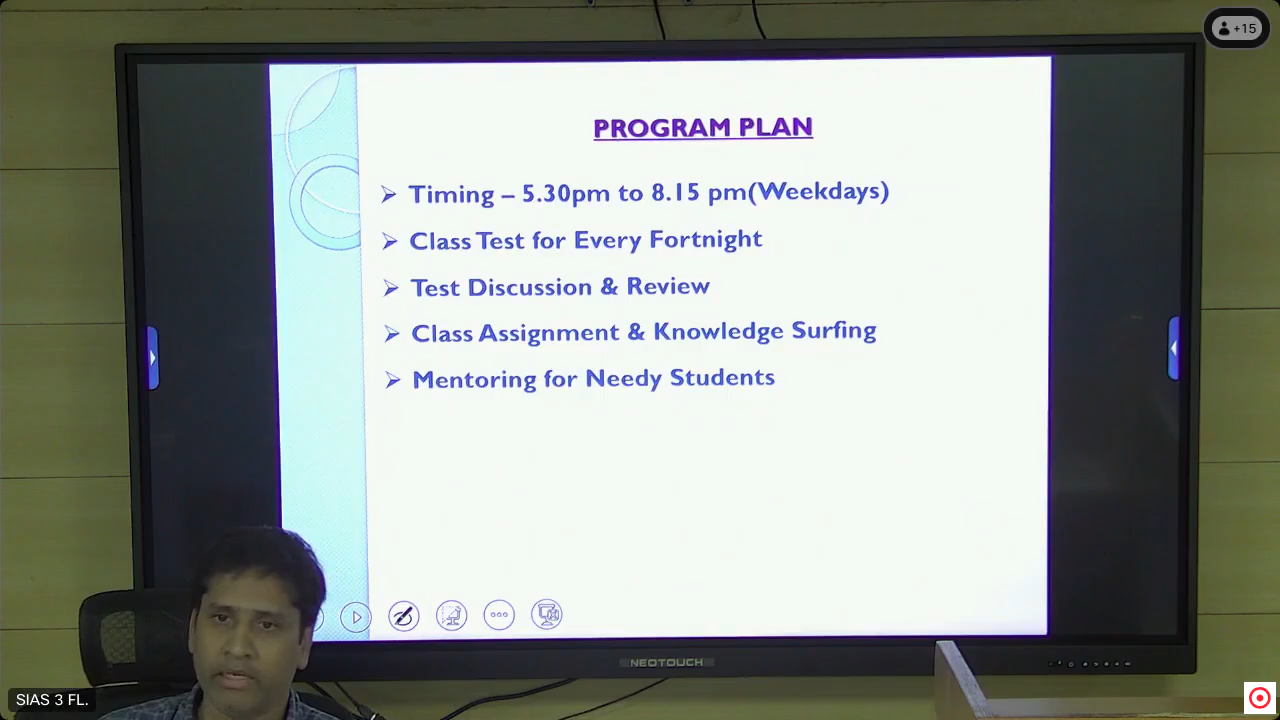 +15
PROGRAM PLAN
Timing – 5.30pm to 8.15 pm(Weekdays)
Class Test for Every Fortnight
Test Discussion & Review
Class Assignment & Knowledge Surfing
Mentoring for Needy Students
NEOTOUCH
SIAS 3 FL.